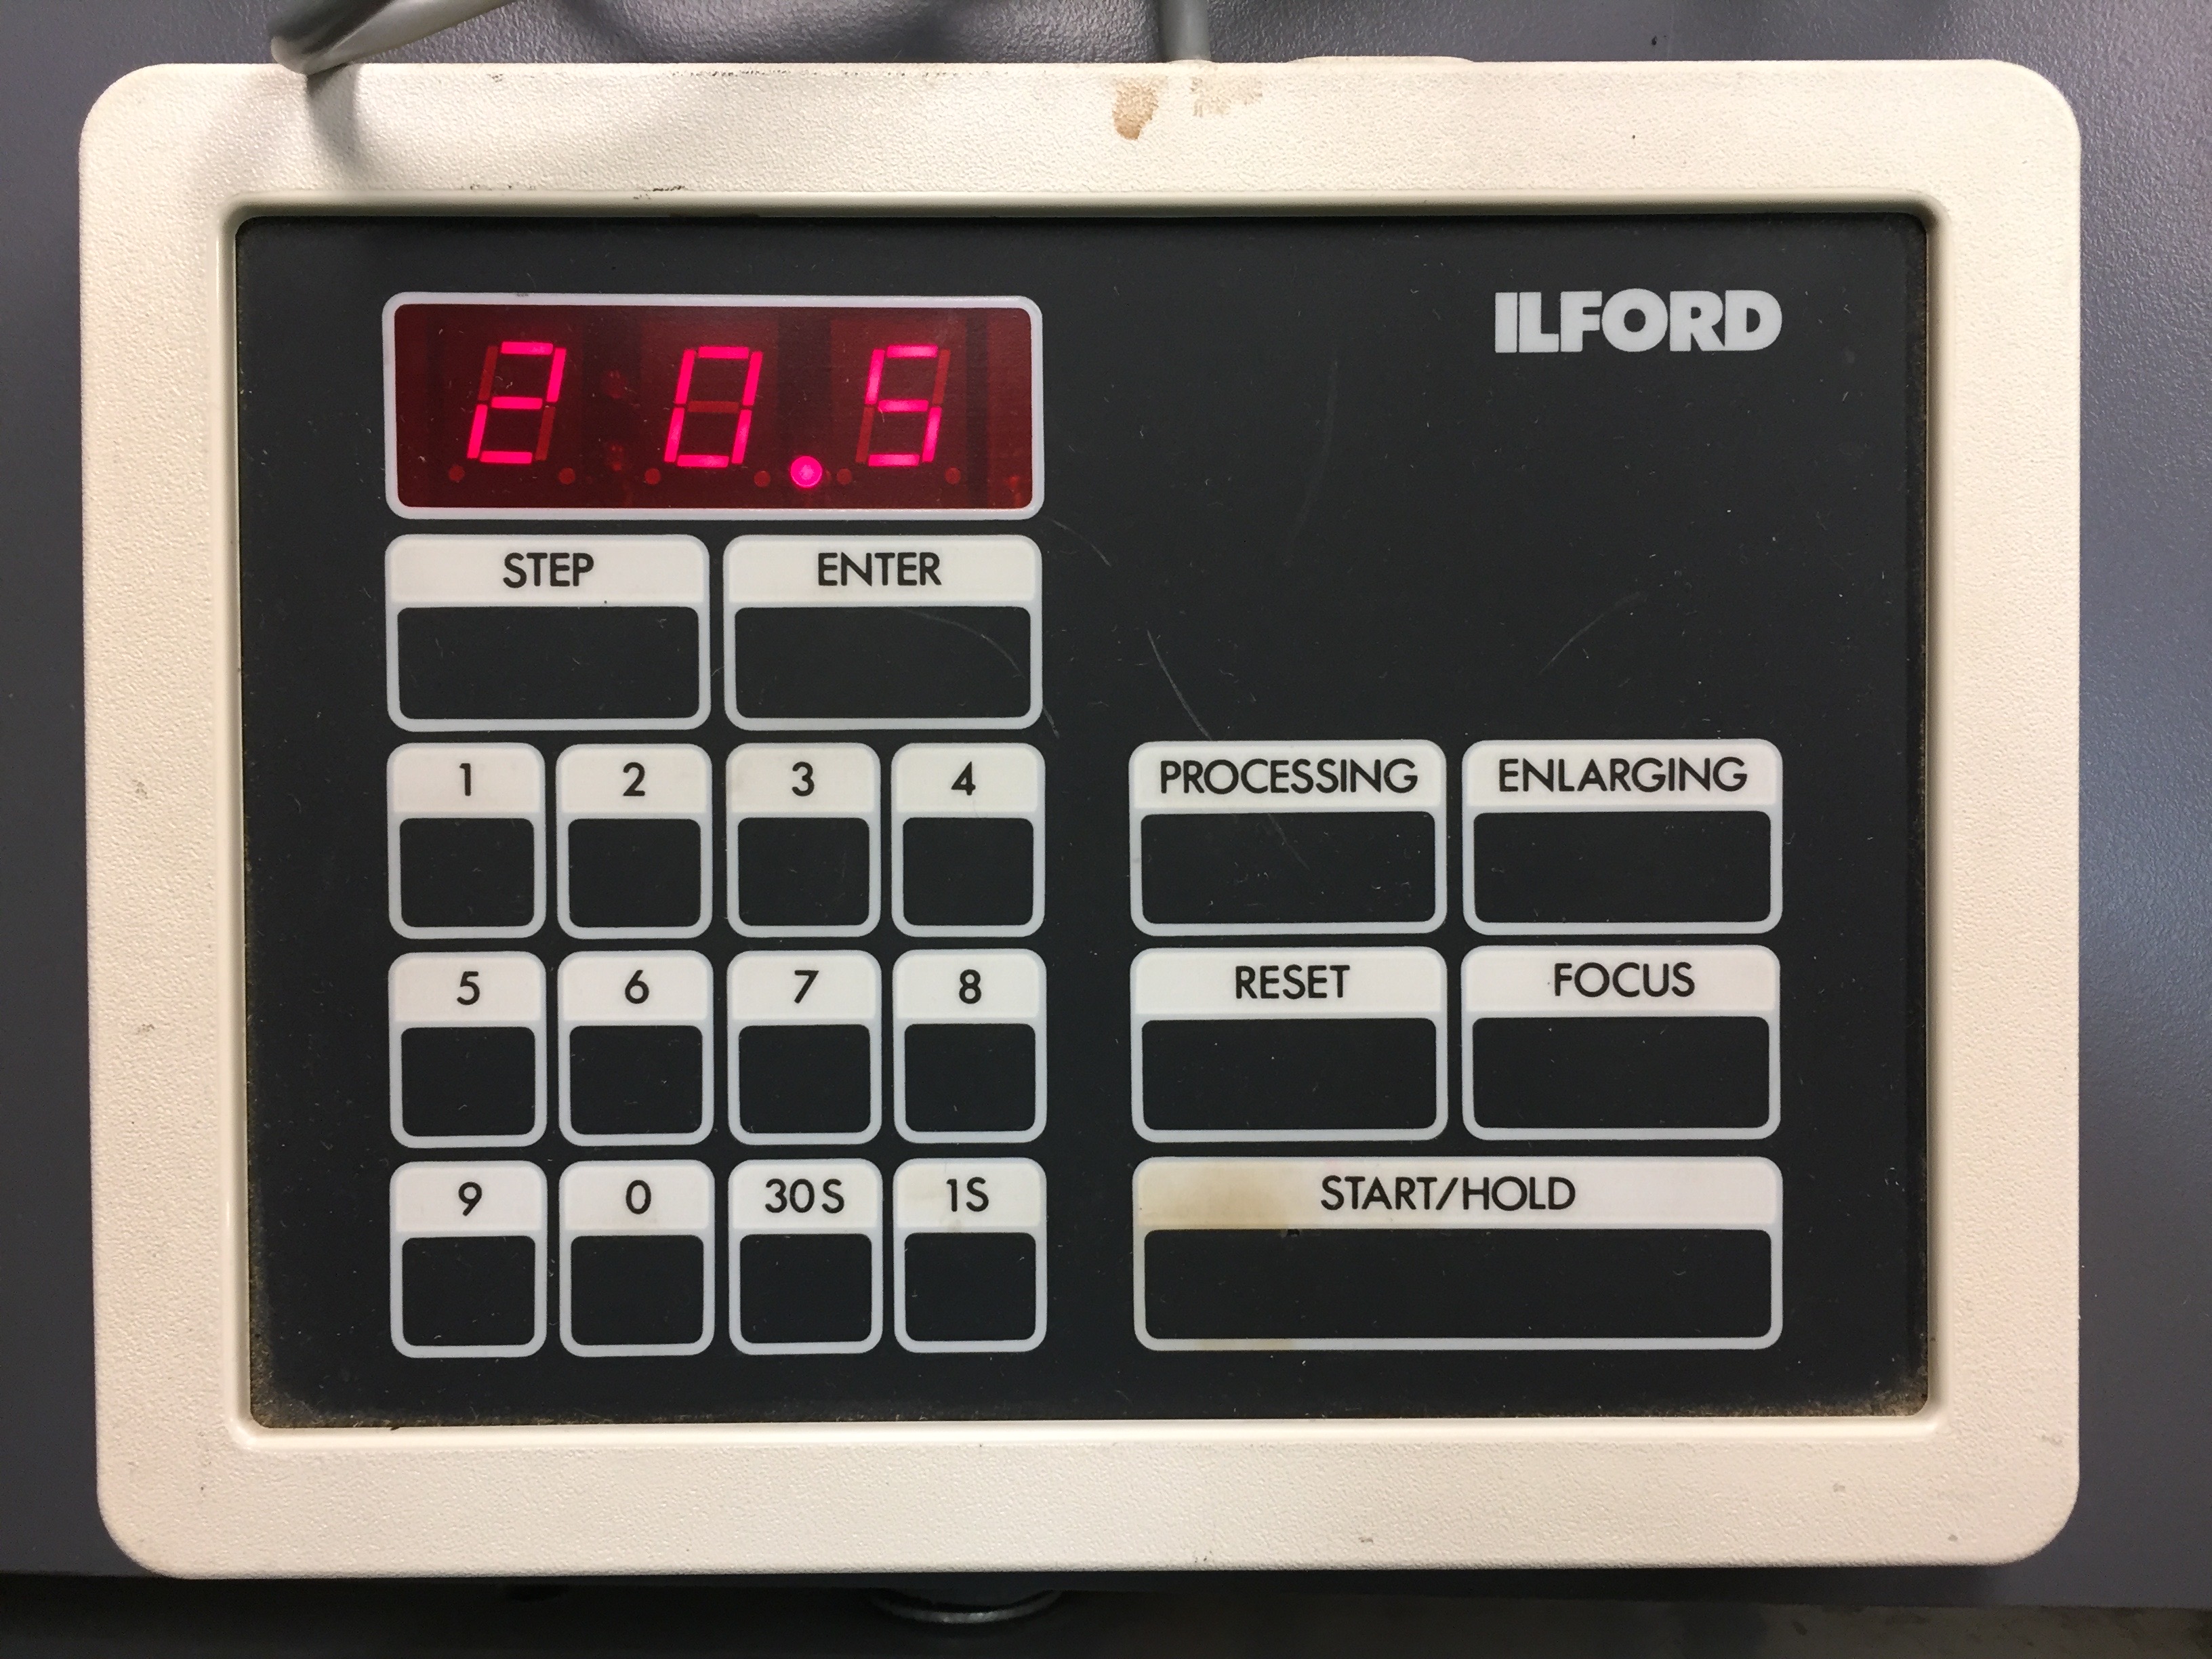 ILFORD
20.5
STEP ENTER
1 2 3 4
PROCESSING ENLARGING
5 6 7 8
RESET FOCUS
9 0 30S 1S
START/HOLD